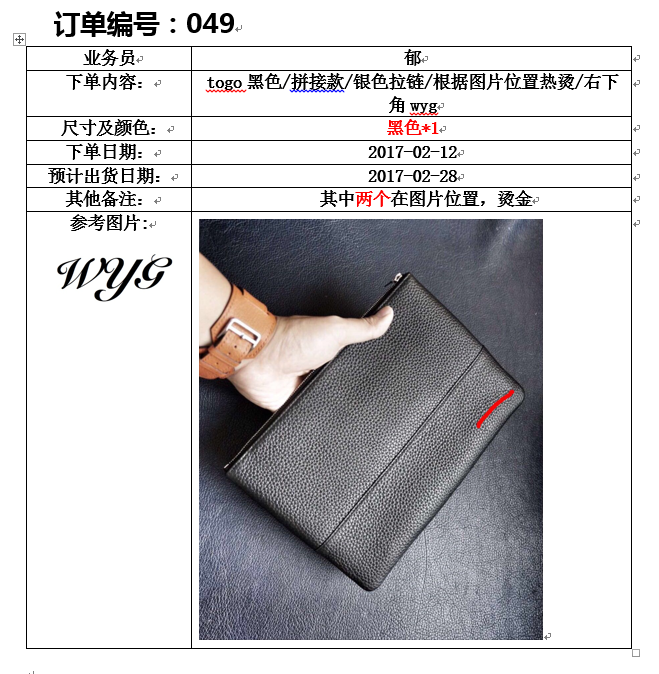 订单编号：049
业务员
郁
下单内容：
togo 黑色/拼接款/银色拉链/根据图片位置热烫/右下
角 wyg
尺寸及颜色：
黑色*1
下单日期：
2017-02-12
预计出货日期：
2017-02-28
其他备注：
其中两个在图片位置，烫金
参考图片:
WYG